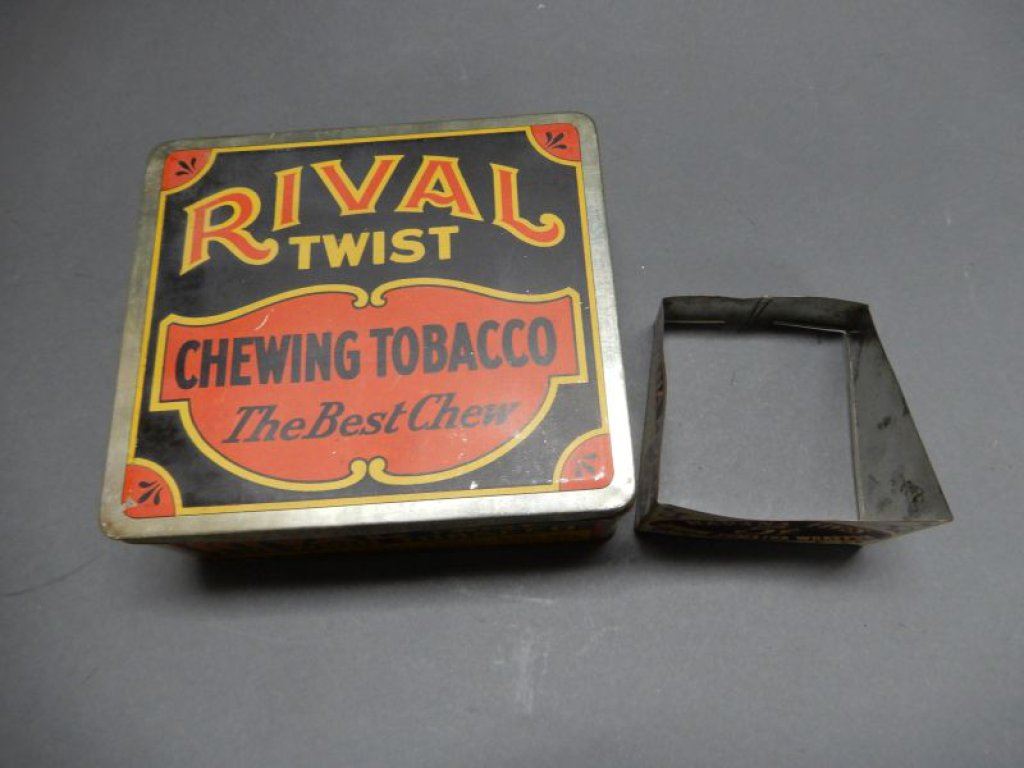 RIVAL
TWIST
CHEWING TOBACCO
The Best Chew